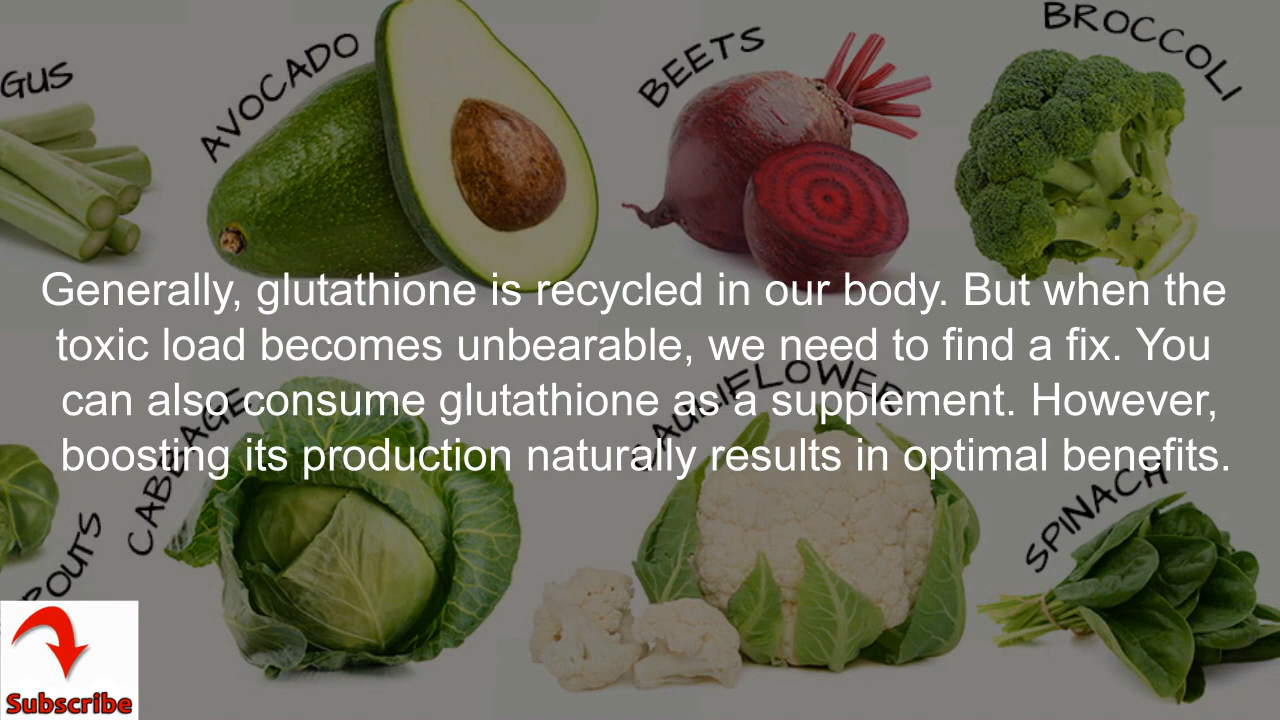 GUS
AVOCADO
BEETS
BROCCOLI
Generally, glutathione is recycled in our body. But when the
toxic load becomes unbearable, we need to find a fix. You
can also consume glutathione as a supplement. However,
boosting its production naturally results in optimal benefits.
CABBAGE
CAULIFLOWER
SPINACH
ROUTS
Subscribe